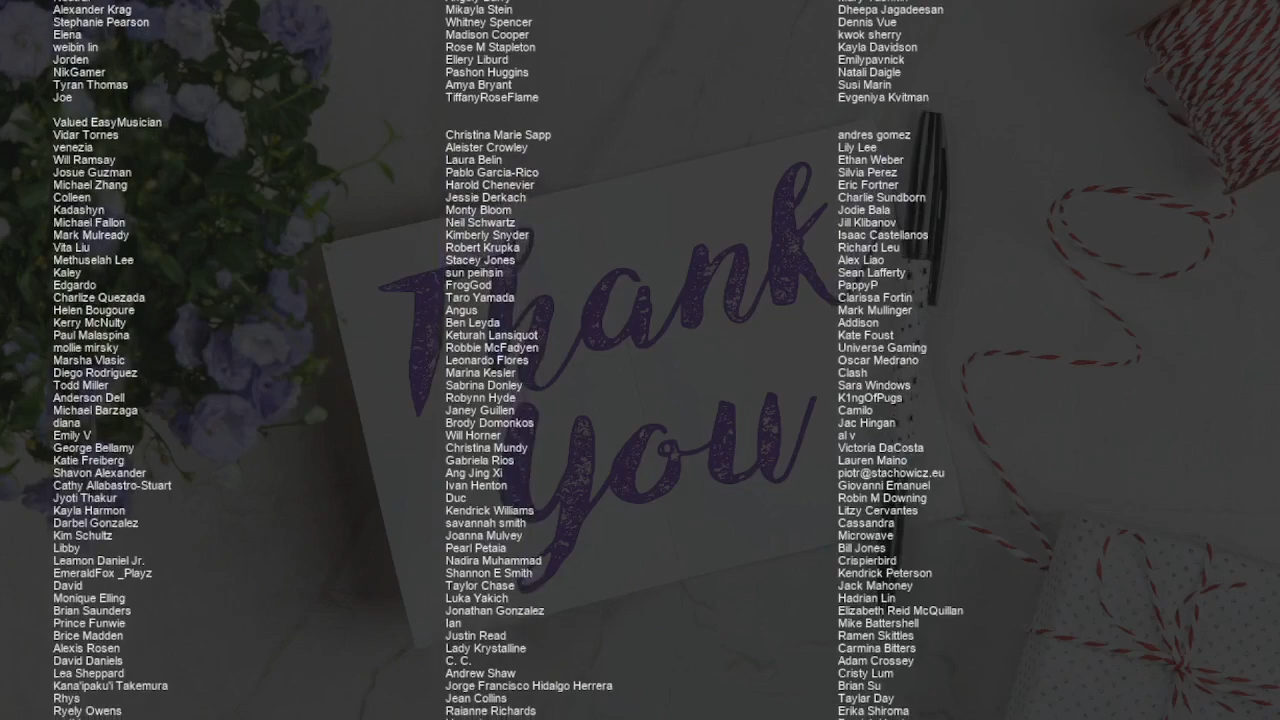 Alexander Krag
Stephanie Pearson
Elena
weibin lin
Jorden
NikGamer
Tyran Thomas
Joe
Mikayla Stein
Whitney Spencer
Madison Cooper
Rose M Stapleton
Ellery Liburd
Pashon Huggins
Amya Bryant
TiffanyRoseFlame
Dheepa Jagadeesan
Dennis Vue
kwok sherry
Kayla Davidson
Emilypavnick
Natali Daigle
Susi Marin
Evgeniya Kvitman
Valued EasyMusician
Vidar Tornes
venezia
Will Ramsay
Josue Guzman
Michael Zhang
Colleen
Kadashyn
Michael Fallon
Mark Mulready
Vita Liu
Methuselah Lee
Kaley
Edgardo
Charlize Quezada
Helen Bougoure
Kerry McNulty
Paul Malaspina
mollie mirsky
Marsha Vlasic
Diego Rodriguez
Todd Miller
Anderson Dell
Michael Barzaga
diana
Emily V
George Bellamy
Katie Freiberg
Shavon Alexander
Cathy Allabastro-Stuart
Jyoti Thakur
Kayla Harmon
Darbel Gonzalez
Kim Schultz
Libby
Leamon Daniel Jr.
EmeraldFox _Playz
David
Monique Elling
Brian Saunders
Prince Funwie
Brice Madden
Alexis Rosen
David Daniels
Lea Sheppard
Kana'ipaku'i Takemura
Rhys
Ryely Owens
Christina Marie Sapp
Aleister Crowley
Laura Belin
Pablo Garcia-Rico
Harold Chenevier
Jessie Derkach
Monty Bloom
Neil Schwartz
Kimberly Snyder
Robert Krupka
Stacey Jones
sun peihsin
FrogGod
Taro Yamada
Angus
Ben Leyda
Keturah Lansiquot
Robbie McFadyen
Leonardo Flores
Marina Kesler
Sabrina Donley
Robynn Hyde
Janey Guillen
Brody Domonkos
Will Horner
Christina Mundy
Gabriela Rios
Ang Jing Xi
Ivan Henton
Duc
Kendrick Williams
savannah smith
Joanna Mulvey
Pearl Petaia
Nadira Muhammad
Shannon E Smith
Taylor Chase
Luka Yakich
Jonathan Gonzalez
Ian
Justin Read
Lady Krystalline
C. C.
Andrew Shaw
Jorge Francisco Hidalgo Herrera
Jean Collins
Raianne Richards
andres gomez
Lily Lee
Ethan Weber
Silvia Perez
Eric Fortner
Charlie Sundborn
Jodie Bala
Jill Klibanov
Isaac Castellanos
Richard Leu
Alex Liao
Sean Lafferty
PappyP
Clarissa Fortin
Mark Mullinger
Addison
Kate Foust
Universe Gaming
Oscar Medrano
Clash
Sara Windows
K1ngOfPugs
Camilo
Jac Hingan
al v
Victoria DaCosta
Lauren Maino
piotr@stachowicz.eu
Giovanni Emanuel
Robin M Downing
Litzy Cervantes
Cassandra
Microwave
Bill Jones
Crispierbird
Kendrick Peterson
Jack Mahoney
Hadrian Lin
Elizabeth Reid McQuillan
Mike Battershell
Ramen Skittles
Carmina Bitters
Adam Crossey
Cristy Lum
Brian Su
Taylar Day
Erika Shiroma
Thank
you